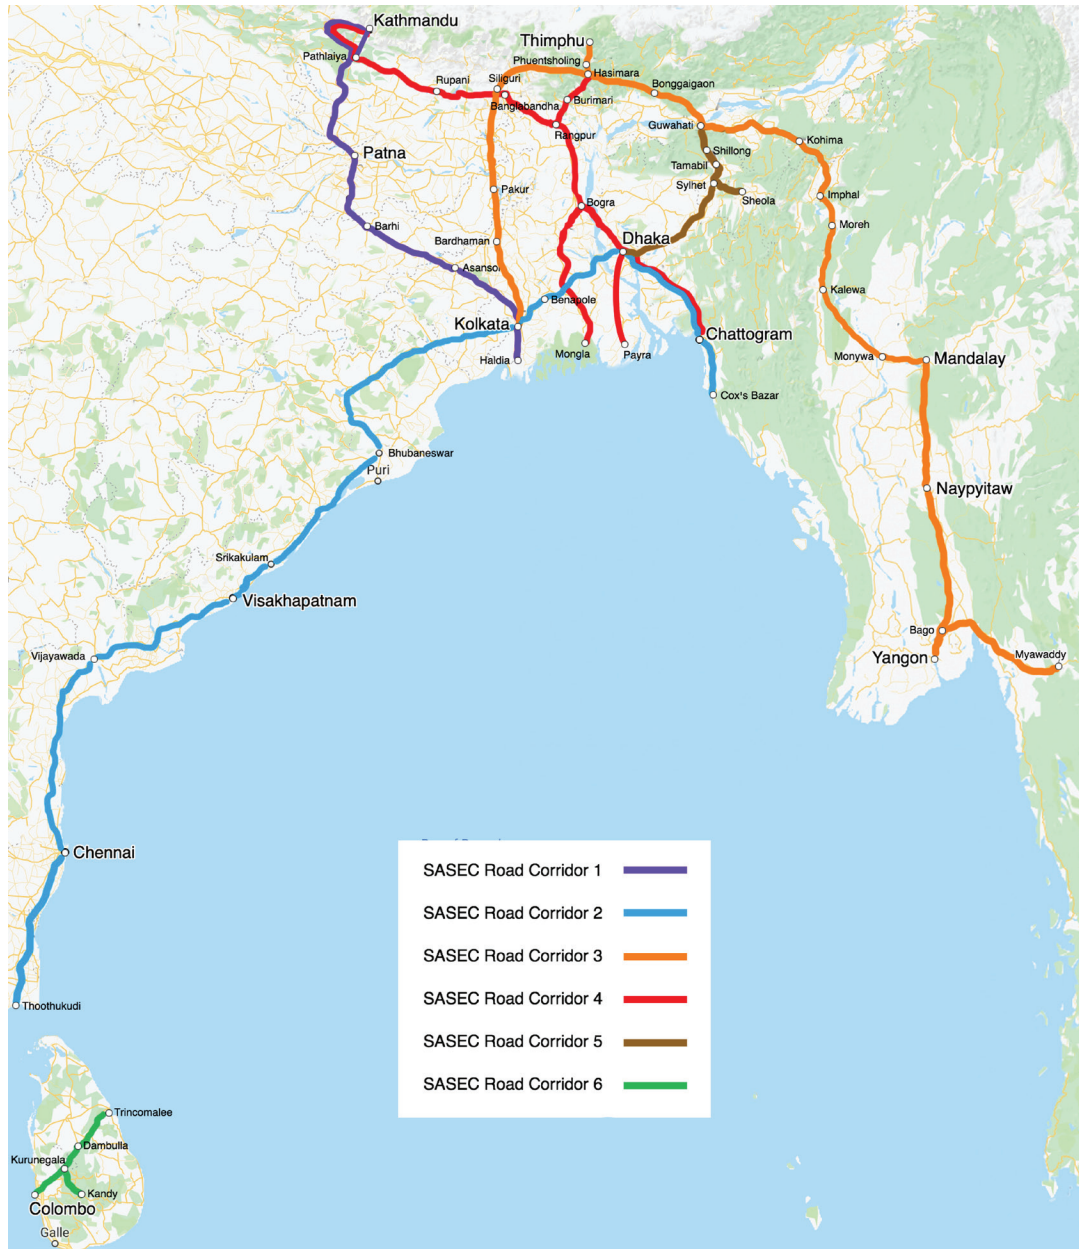 Kathmandu
Thimphu
Pathlaiya
Phuentsholing
Hasimara
Rupani
Siliguri
Bonggaigaon
Banglabandha
Burimari
Guwahati
Rangpur
Kohima
Patna
Shillong
Tamabil
Sylhet
Sheola
Pakur
Imphal
Bogra
Barhi
Moreh
Bardhaman
Dhaka
Asansol
Kalewa
Benapole
Kolkata
Chattogram
Haldia
Mongla
Payra
Monywa
Mandalay
Cox's Bazar
Bhubaneswar
Puri
Naypyitaw
Srikakulam
Visakhapatnam
Bago
Vijayawada
Yangon
Myawaddy
Chennai
SASEC Road Corridor 1
SASEC Road Corridor 2
SASEC Road Corridor 3
SASEC Road Corridor 4
SASEC Road Corridor 5
SASEC Road Corridor 6
Thoothukudi
Trincomalee
Dambulla
Kurunegala
Kandy
Colombo
Galle